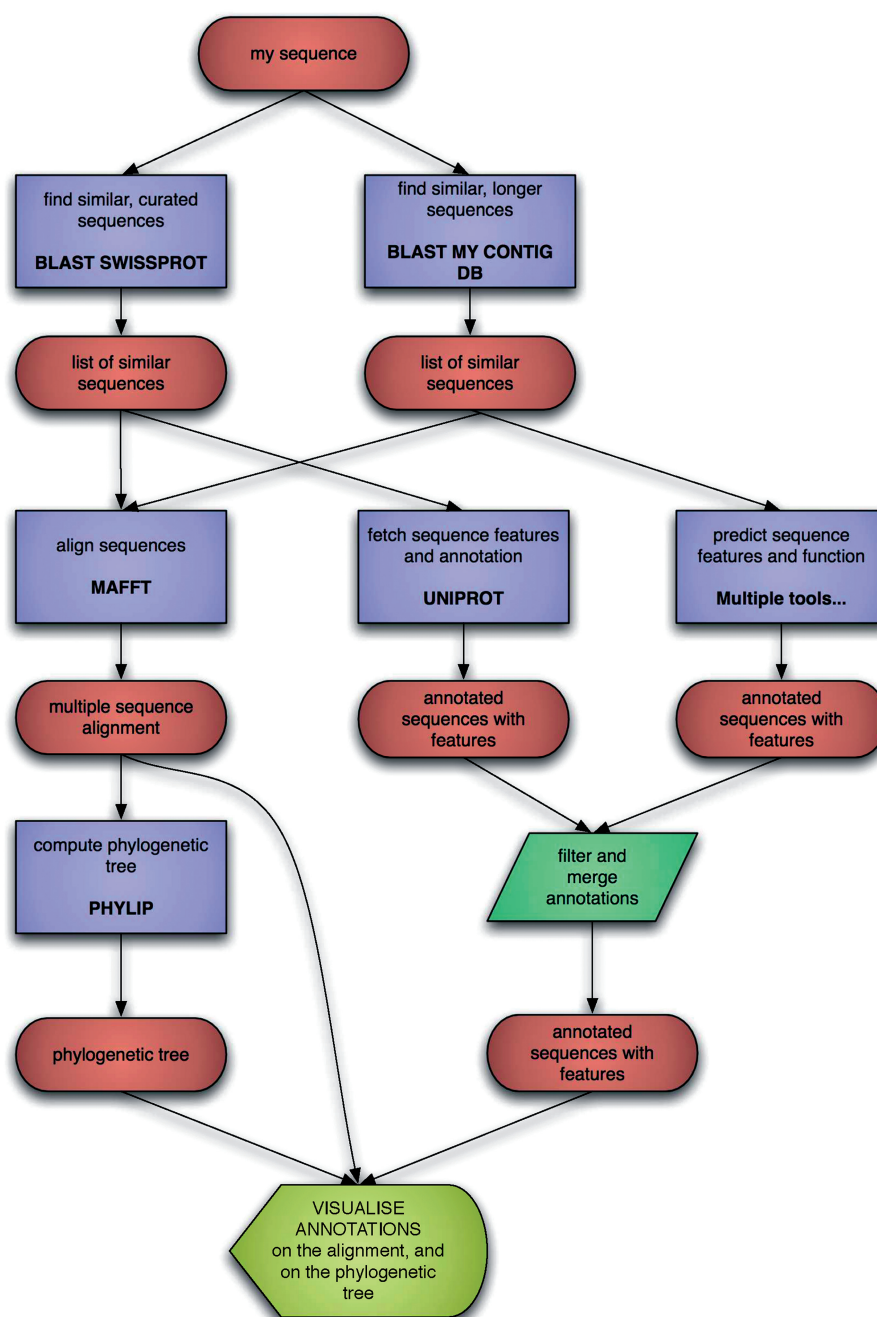 my sequence
find similar, curated
sequences
BLAST SWISSPROT
find similar, longer
sequences
BLAST MY CONTIG
DB
list of similar
sequences
list of similar
sequences
align sequences
MAFFT
fetch sequence features
and annotation
UNIPROT
predict sequence
features and function
Multiple tools...
multiple sequence
alignment
annotated
sequences with
features
annotated
sequences with
features
compute phylogenetic
tree
PHYLIP
filter and
merge
annotations
phylogenetic tree
annotated
sequences with
features
VISUALISE
ANNOTATIONS
on the alignment, and
on the phylogenetic
tree